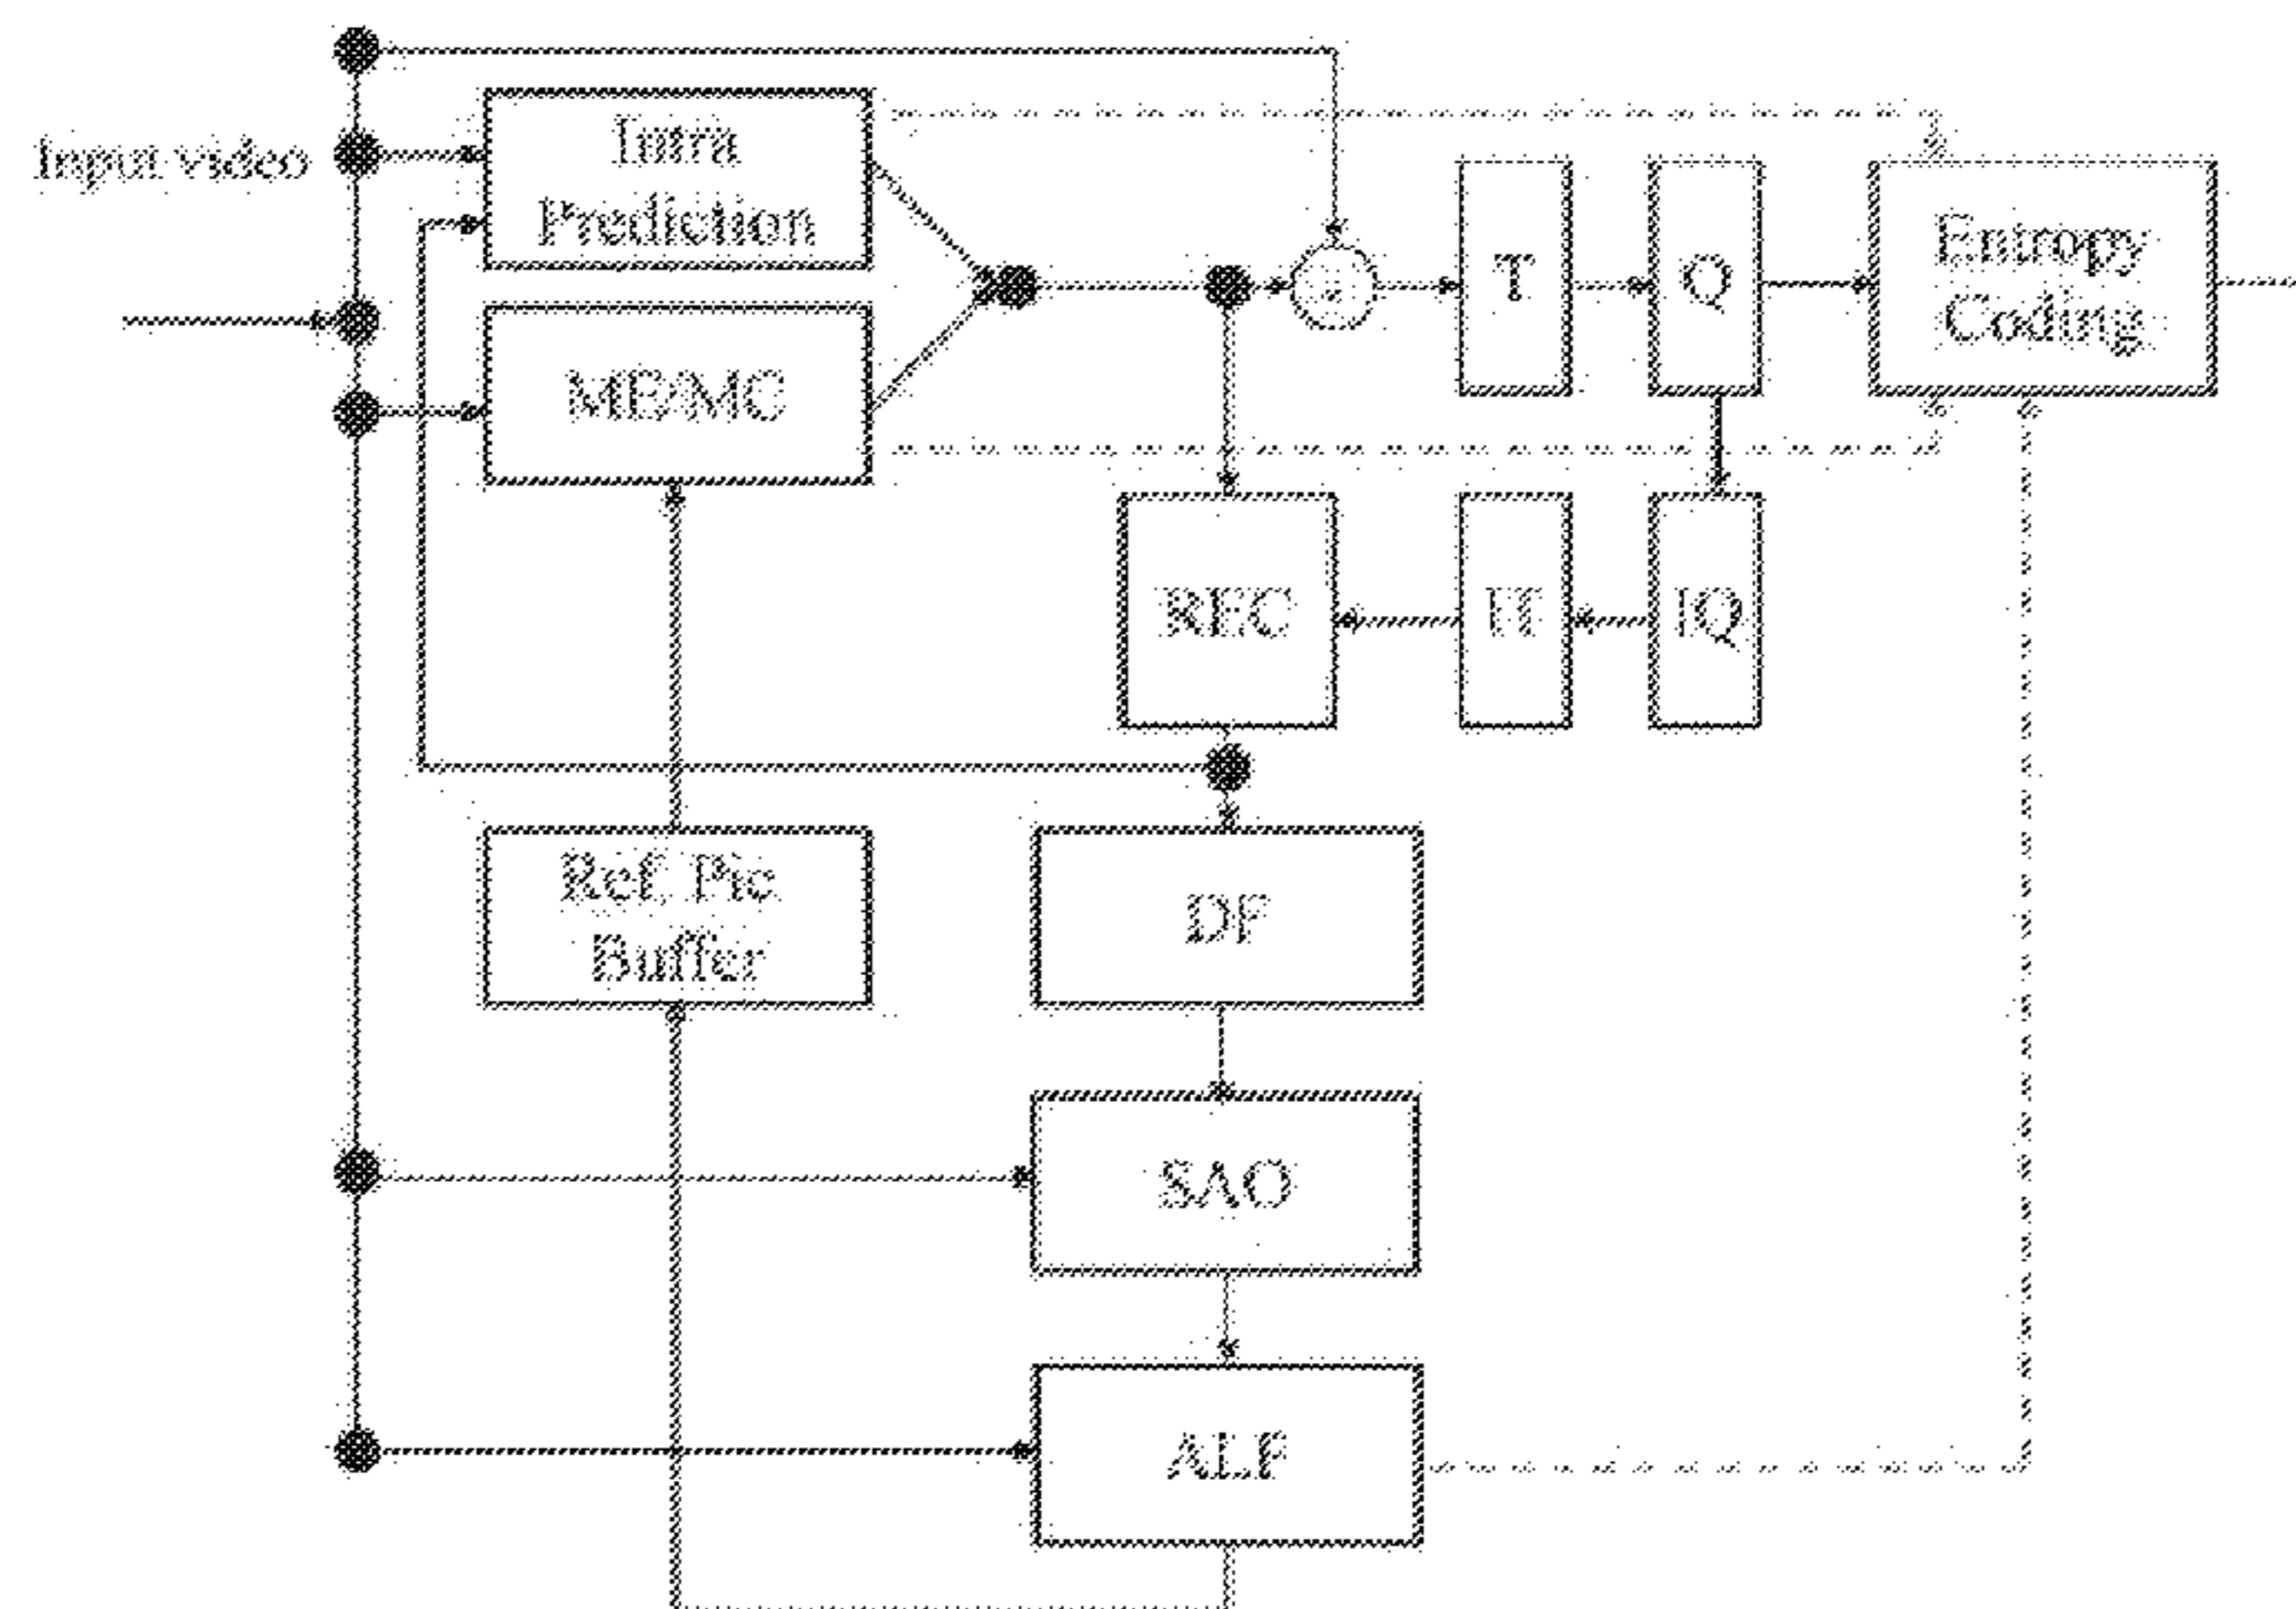 Input video
Intra
Prediction
ME/MC
T
Q
Entropy
Coding
REC
IT
IQ
Ref. Pic
Buffer
DF
SAO
ALF